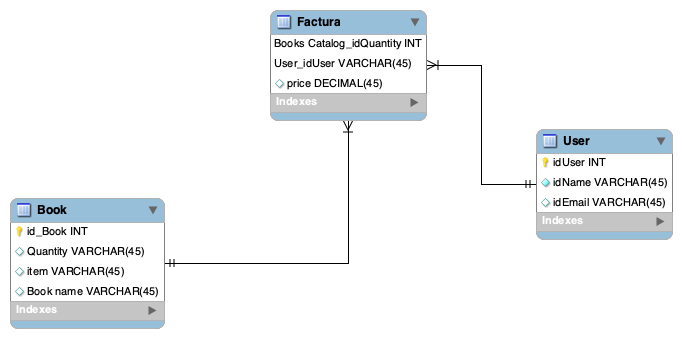 Factura
Books Catalog_idQuantity INT
User_idUser VARCHAR(45)
price DECIMAL(45)
Indexes
User
idUser INT
idName VARCHAR(45)
idEmail VARCHAR(45)
Indexes
Book
id_Book INT
Quantity VARCHAR(45)
item VARCHAR(45)
Book name VARCHAR(45)
Indexes